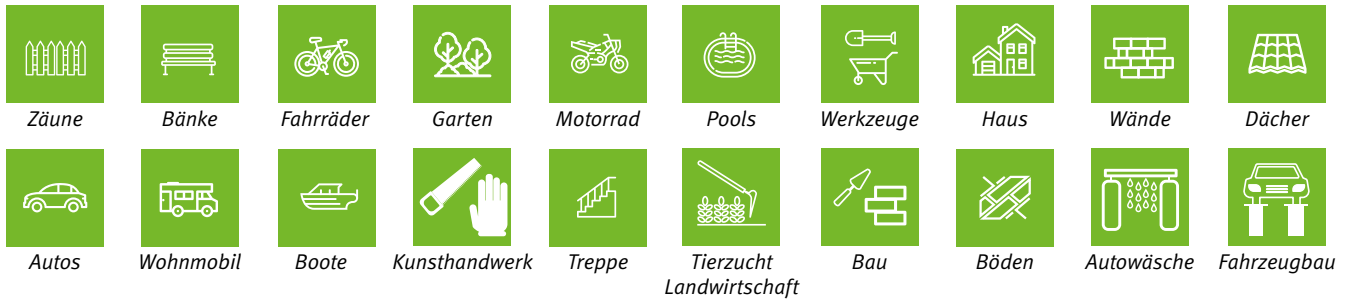 Zäune Bänke Fahrräder Garten Motorrad Pools Werkzeuge Haus Wände Dächer
Autos Wohnmobil Boote Kunsthandwerk Treppe Tierzucht Bau Böden Autowäsche Fahrzeugbau
Landwirtschaft